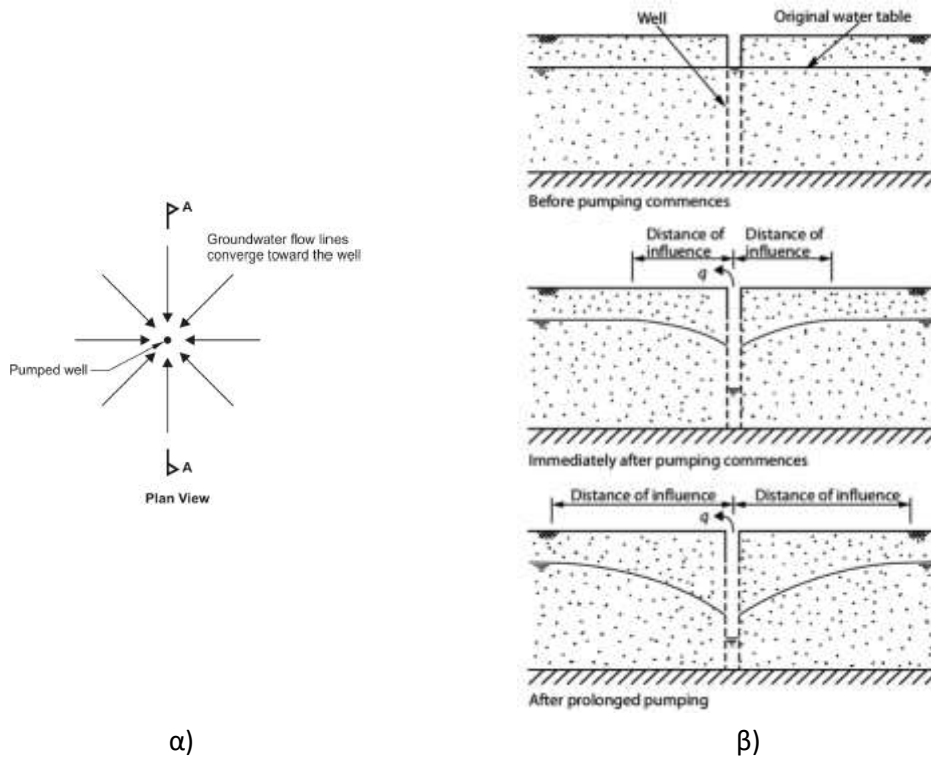 A
Groundwater flow lines
converge toward the well
Pumped well
A
Plan View
α)
Well
Original water table
Before pumping commences
Distance of
influence
Distance of
influence
q
Immediately after pumping commences
Distance of influence
Distance of influence
q
After prolonged pumping
β)